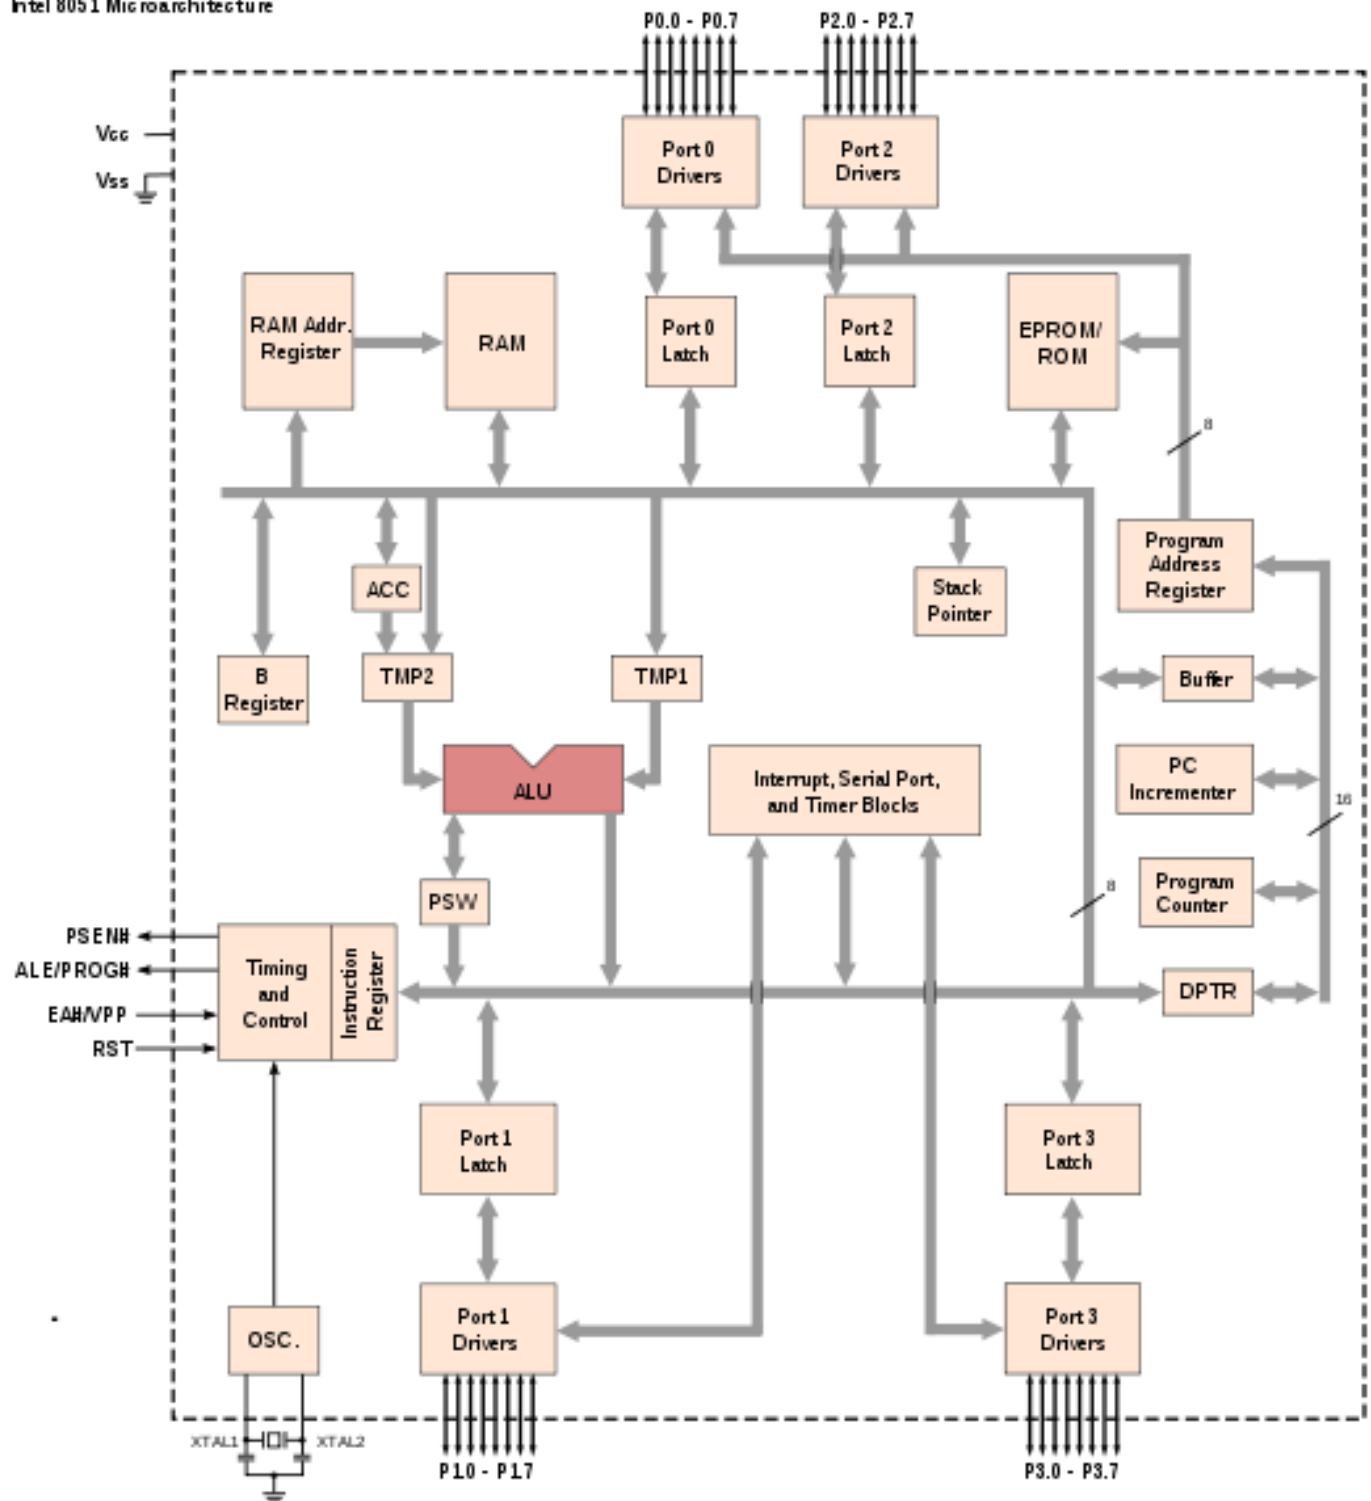 Intel 8051 Microarchitecture
P0.0 - P0.7
P2.0 - P2.7
Vcc
Vss
Port 0
Drivers
Port 2
Drivers
RAM Addr.
Register
RAM
Port 0
Latch
Port 2
Latch
EPROM/
ROM
8
Program
Address
Register
ACC
Stack
Pointer
B
Register
TMP2
TMP1
Buffer
ALU
Interrupt, Serial Port,
and Timer Blocks
PC
Incrementer
16
8
PSW
Program
Counter
PSEN#
ALE/PROG#
EA#/VPP
RST
Timing
and
Control
Instruction
Register
DPTR
Port 1
Latch
Port 3
Latch
OSC.
Port 1
Drivers
Port 3
Drivers
XTAL1
XTAL2
P1.0 - P1.7
P3.0 - P3.7